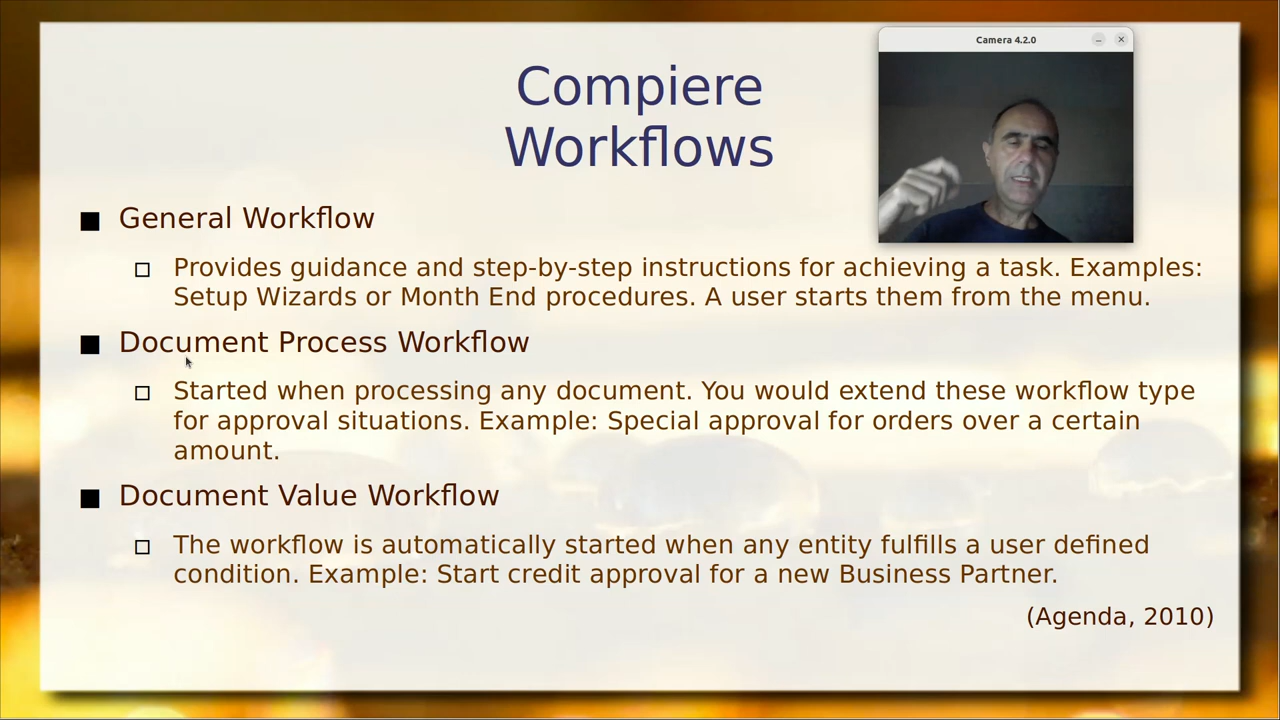 Compiere
Workflows
Camera 4.2.0
General Workflow
Provides guidance and step-by-step instructions for achieving a task. Examples:
Setup Wizards or Month End procedures. A user starts them from the menu.
Document Process Workflow
Started when processing any document. You would extend these workflow type
for approval situations. Example: Special approval for orders over a certain
amount.
Document Value Workflow
The workflow is automatically started when any entity fulfills a user defined
condition. Example: Start credit approval for a new Business Partner.
(Agenda, 2010)